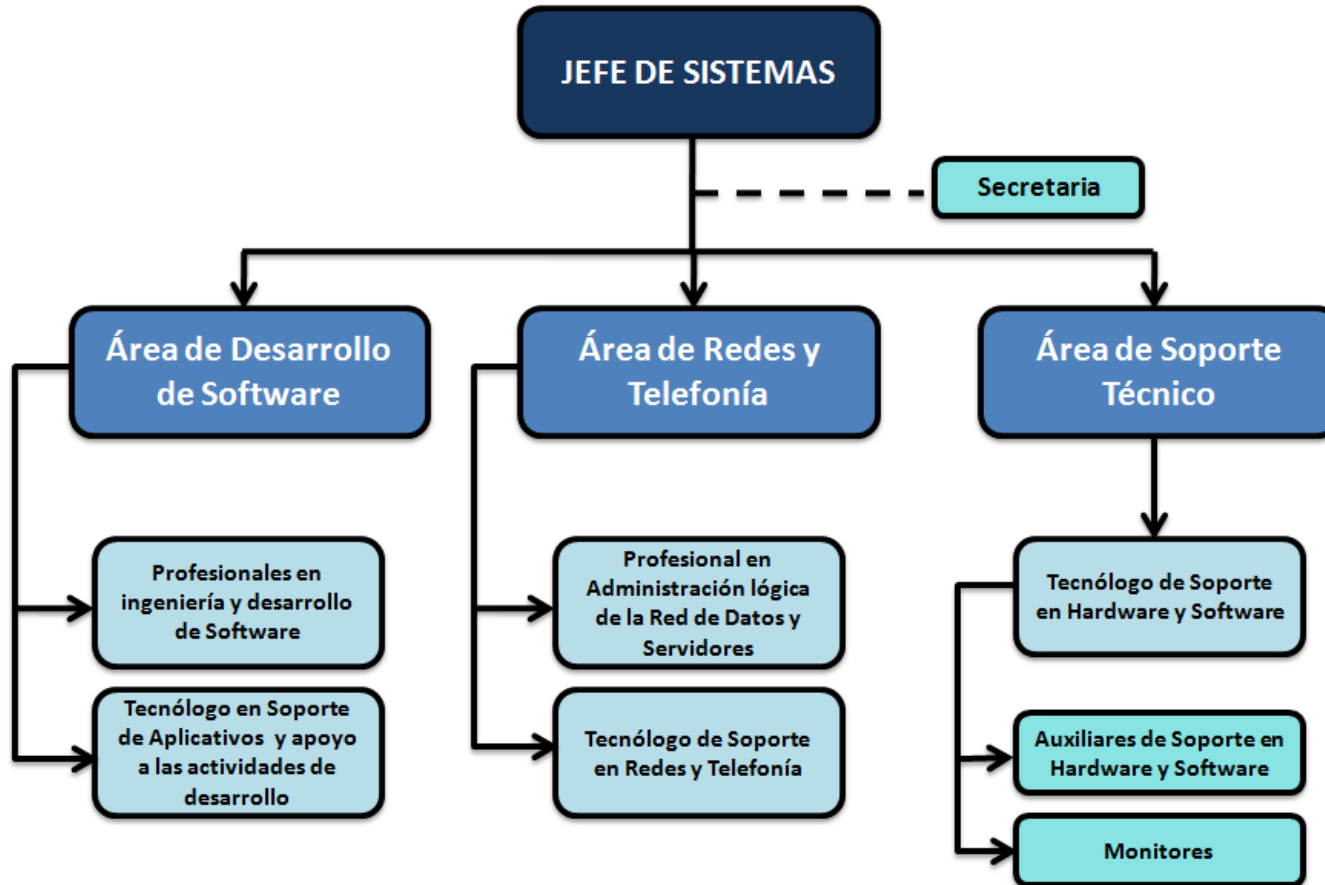 JEFE DE SISTEMAS
Secretaria
Área de Desarrollo
de Software
Área de Redes y
Telefonía
Área de Soporte
Técnico
Profesionales en
ingeniería y desarrollo
de Software
Tecnólogo en Soporte
de Aplicativos y apoyo
a las actividades de
desarrollo
Profesional en
Administración lógica
de la Red de Datos y
Servidores
Tecnólogo de Soporte
en Redes y Telefonía
Tecnólogo de Soporte
en Hardware y Software
Auxiliares de Soporte en
Hardware y Software
Monitores